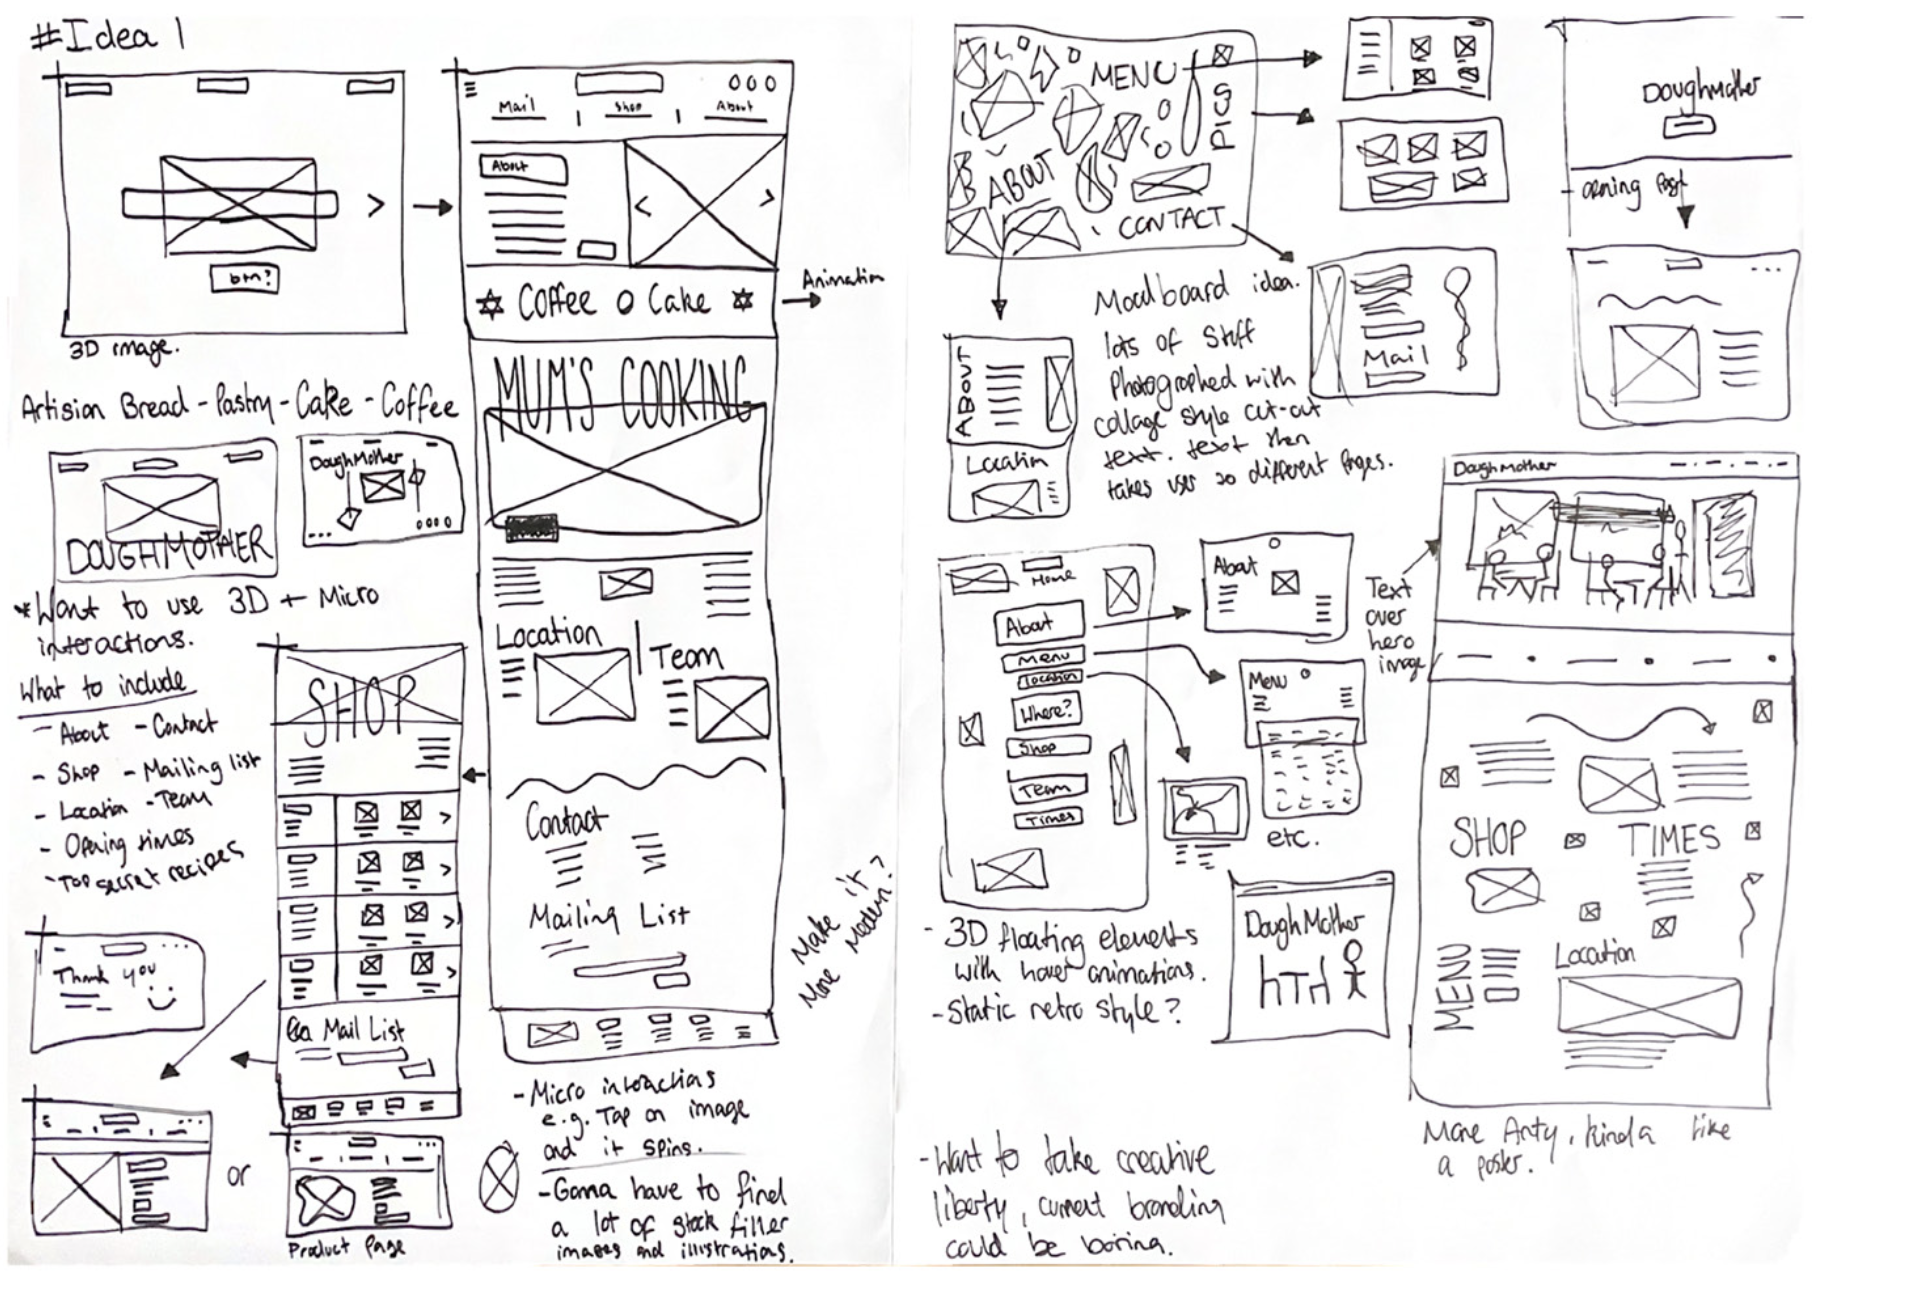 #Idea 1
btn?
3D image.
Artision Bread - Pastry - Cake - Coffee
DOUGHMOTHER
DoughMother
*Want to use 3D + Micro
interactions.
What to include
- About - Contact
- Shop - Mailing list
- Location - Team
- Opening times
- Top secret recipes
Thank you
or
SHOP
Mail List
Product Page
Mail
Shop
About
About
Coffee o Cake
Animation
MUM'S COOKING
Location
Team
Contact
Mailing List
Make it
More Modern?
- Micro interactions
e.g. Tap on image
and it spins.
- Gonna have to find
a lot of stock filler
images and illustrations.
MENU
PICS
ABOUT
CONTACT
ABOUT
Location
Moodboard idea.
lots of stuff
Photographed with
collage style cut-out
text. text then
takes user to different pages.
Mail
Doughmother
Home
About
Menu
Location
Where?
Shop
Team
Times
About
Menu
etc.
- 3D floating elements
with hover animations.
- Static retro style?
DoughMother
Text
over
hero
image
DoughMother
SHOP
TIMES
MENU
Location
More Arty, kinda like
a poster.
- Want to take creative
liberty, current branding
could be boring.